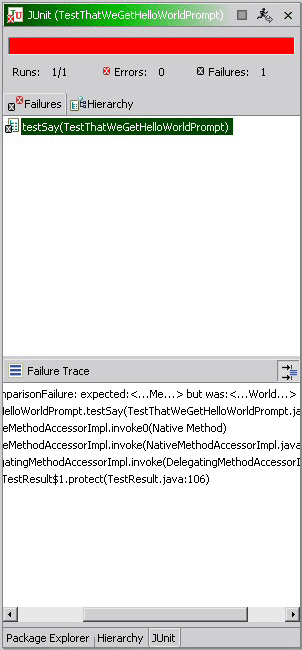 JUnit (TestThatWeGetHelloWorldPrompt)
Runs: 1/1 Errors: 0 Failures: 1
Failures Hierarchy
testSay(TestThatWeGetHelloWorldPrompt)
Failure Trace
nparisonFailure: expected:<...Me...> but was:<...World...>
HelloWorldPrompt.testSay(TestThatWeGetHelloWorldPrompt.ja
eMethodAccessorImpl.invoke0(Native Method)
eMethodAccessorImpl.invoke(NativeMethodAccessorImpl.java
gatingMethodAccessorImpl.invoke(DelegatingMethodAccessorI
TestResult$1.protect(TestResult.java:106)
Package Explorer Hierarchy JUnit